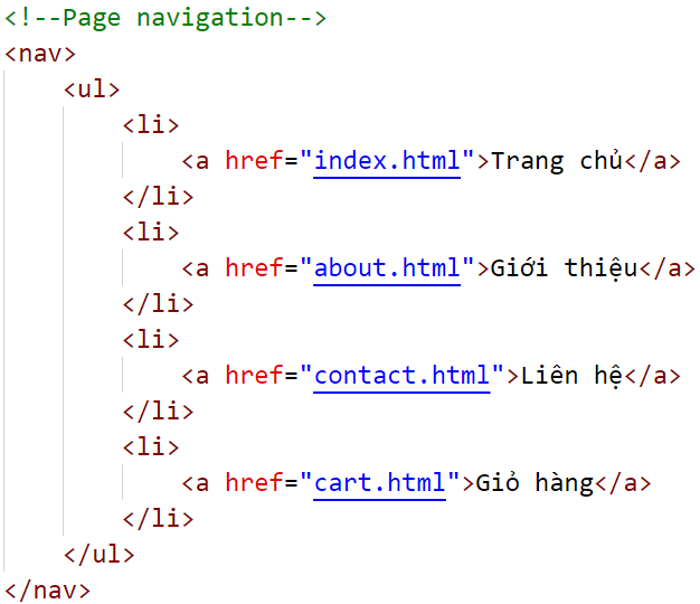 <!--Page navigation-->
<nav>
    <ul>
        <li>
            <a href="index.html">Trang chủ</a>
        </li>
        <li>
            <a href="about.html">Giới thiệu</a>
        </li>
        <li>
            <a href="contact.html">Liên hệ</a>
        </li>
        <li>
            <a href="cart.html">Giỏ hàng</a>
        </li>
    </ul>
</nav>